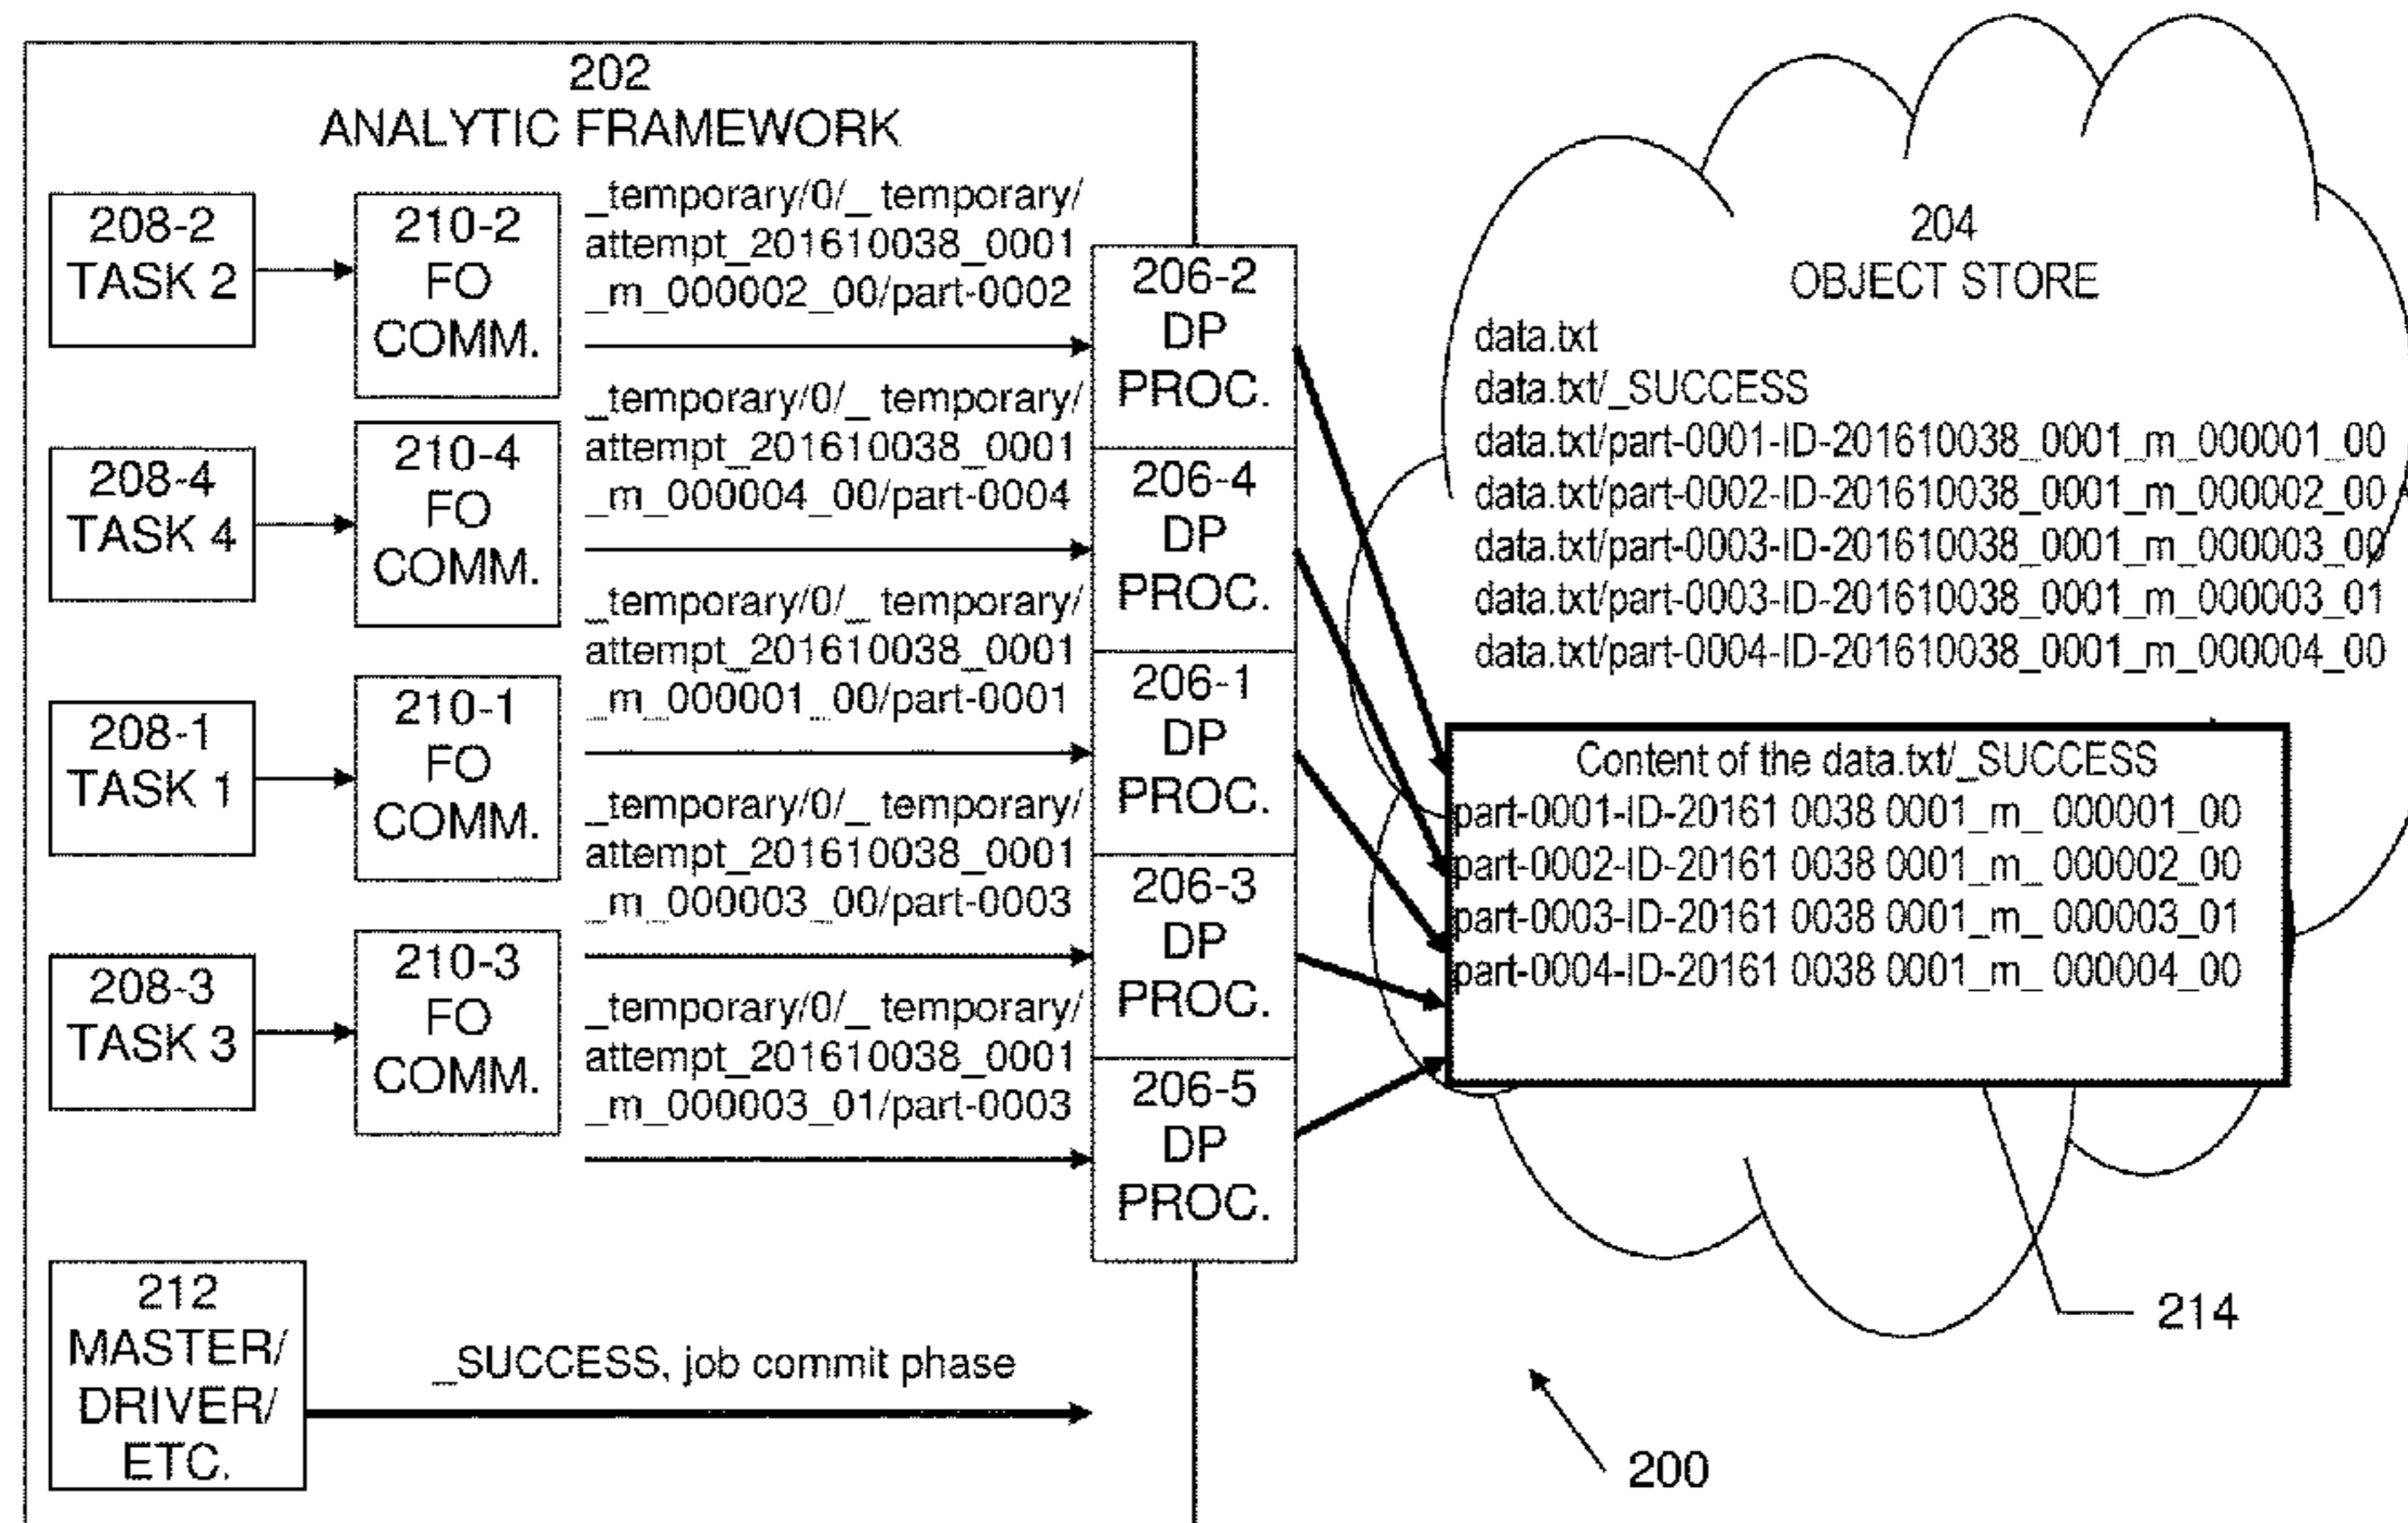 202
ANALYTIC FRAMEWORK
208-2
TASK 2
210-2
FO
COMM.
_temporary/0/_ temporary/
attempt_201610038_0001
_m_000002_00/part-0002
206-2
DP
PROC.
208-4
TASK 4
210-4
FO
COMM.
_temporary/0/_ temporary/
attempt_201610038_0001
_m_000004_00/part-0004
206-4
DP
PROC.
208-1
TASK 1
210-1
FO
COMM.
_temporary/0/_ temporary/
attempt_201610038_0001
_m_000001_00/part-0001
206-1
DP
PROC.
208-3
TASK 3
210-3
FO
COMM.
_temporary/0/_ temporary/
attempt_201610038_0001
_m_000003_00/part-0003
206-3
DP
PROC.
_temporary/0/_ temporary/
attempt_201610038_0001
_m_000003_01/part-0003
206-5
DP
PROC.
212
MASTER/
DRIVER/
ETC.
_SUCCESS, job commit phase
204
OBJECT STORE
data.txt
data.txt/_SUCCESS
data.txt/part-0001-ID-201610038_0001_m_000001_00
data.txt/part-0002-ID-201610038_0001_m_000002_00
data.txt/part-0003-ID-201610038_0001_m_000003_00
data.txt/part-0003-ID-201610038_0001_m_000003_01
data.txt/part-0004-ID-201610038_0001_m_000004_00
Content of the data.txt/_SUCCESS
part-0001-ID-20161 0038 0001_m_ 000001_00
part-0002-ID-20161 0038 0001_m_ 000002_00
part-0003-ID-20161 0038 0001_m_ 000003_01
part-0004-ID-20161 0038 0001_m_ 000004_00
214
200